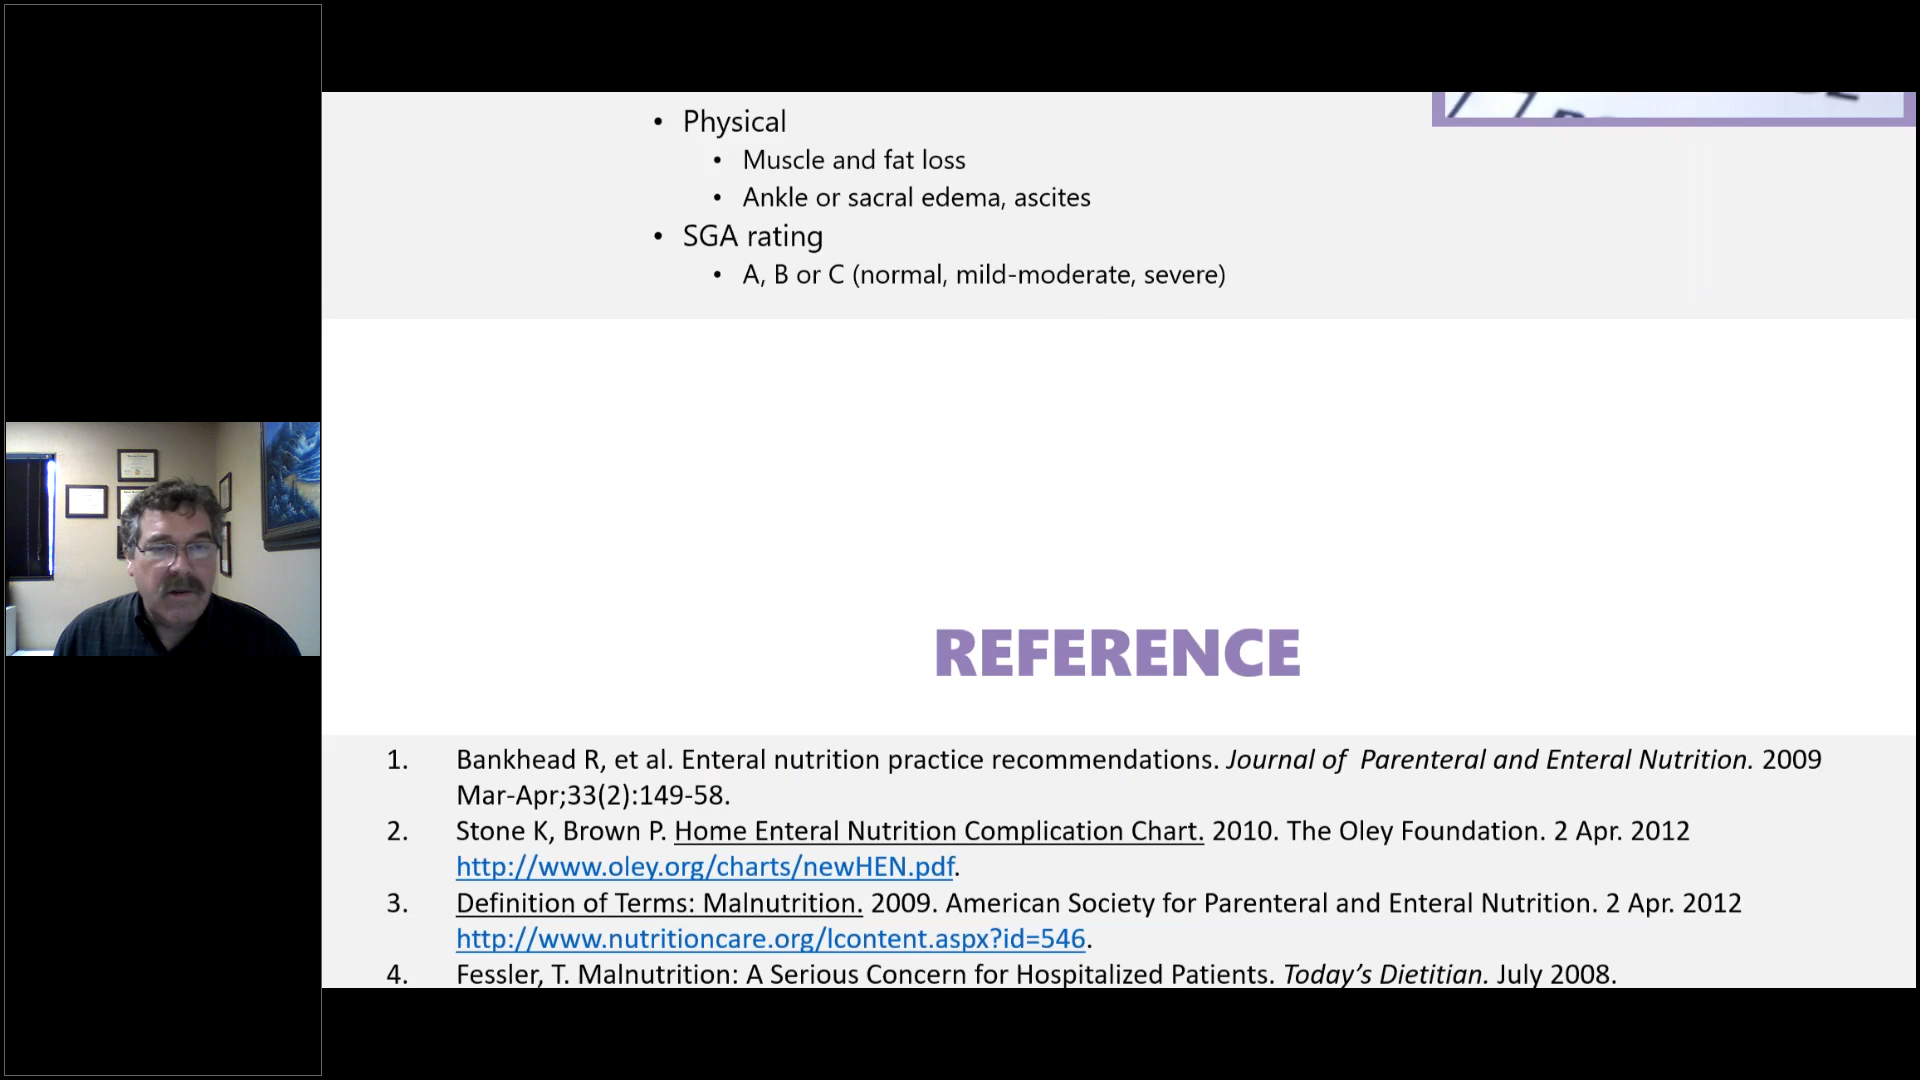 • Physical
• Muscle and fat loss
• Ankle or sacral edema, ascites
• SGA rating
• A, B or C (normal, mild-moderate, severe)
REFERENCE
1. Bankhead R, et al. Enteral nutrition practice recommendations. Journal of Parenteral and Enteral Nutrition. 2009
Mar-Apr;33(2):149-58.
2. Stone K, Brown P. Home Enteral Nutrition Complication Chart. 2010. The Oley Foundation. 2 Apr. 2012
http://www.oley.org/charts/newHEN.pdf.
3. Definition of Terms: Malnutrition. 2009. American Society for Parenteral and Enteral Nutrition. 2 Apr. 2012
http://www.nutritioncare.org/lcontent.aspx?id=546.
4. Fessler, T. Malnutrition: A Serious Concern for Hospitalized Patients. Today’s Dietitian. July 2008.